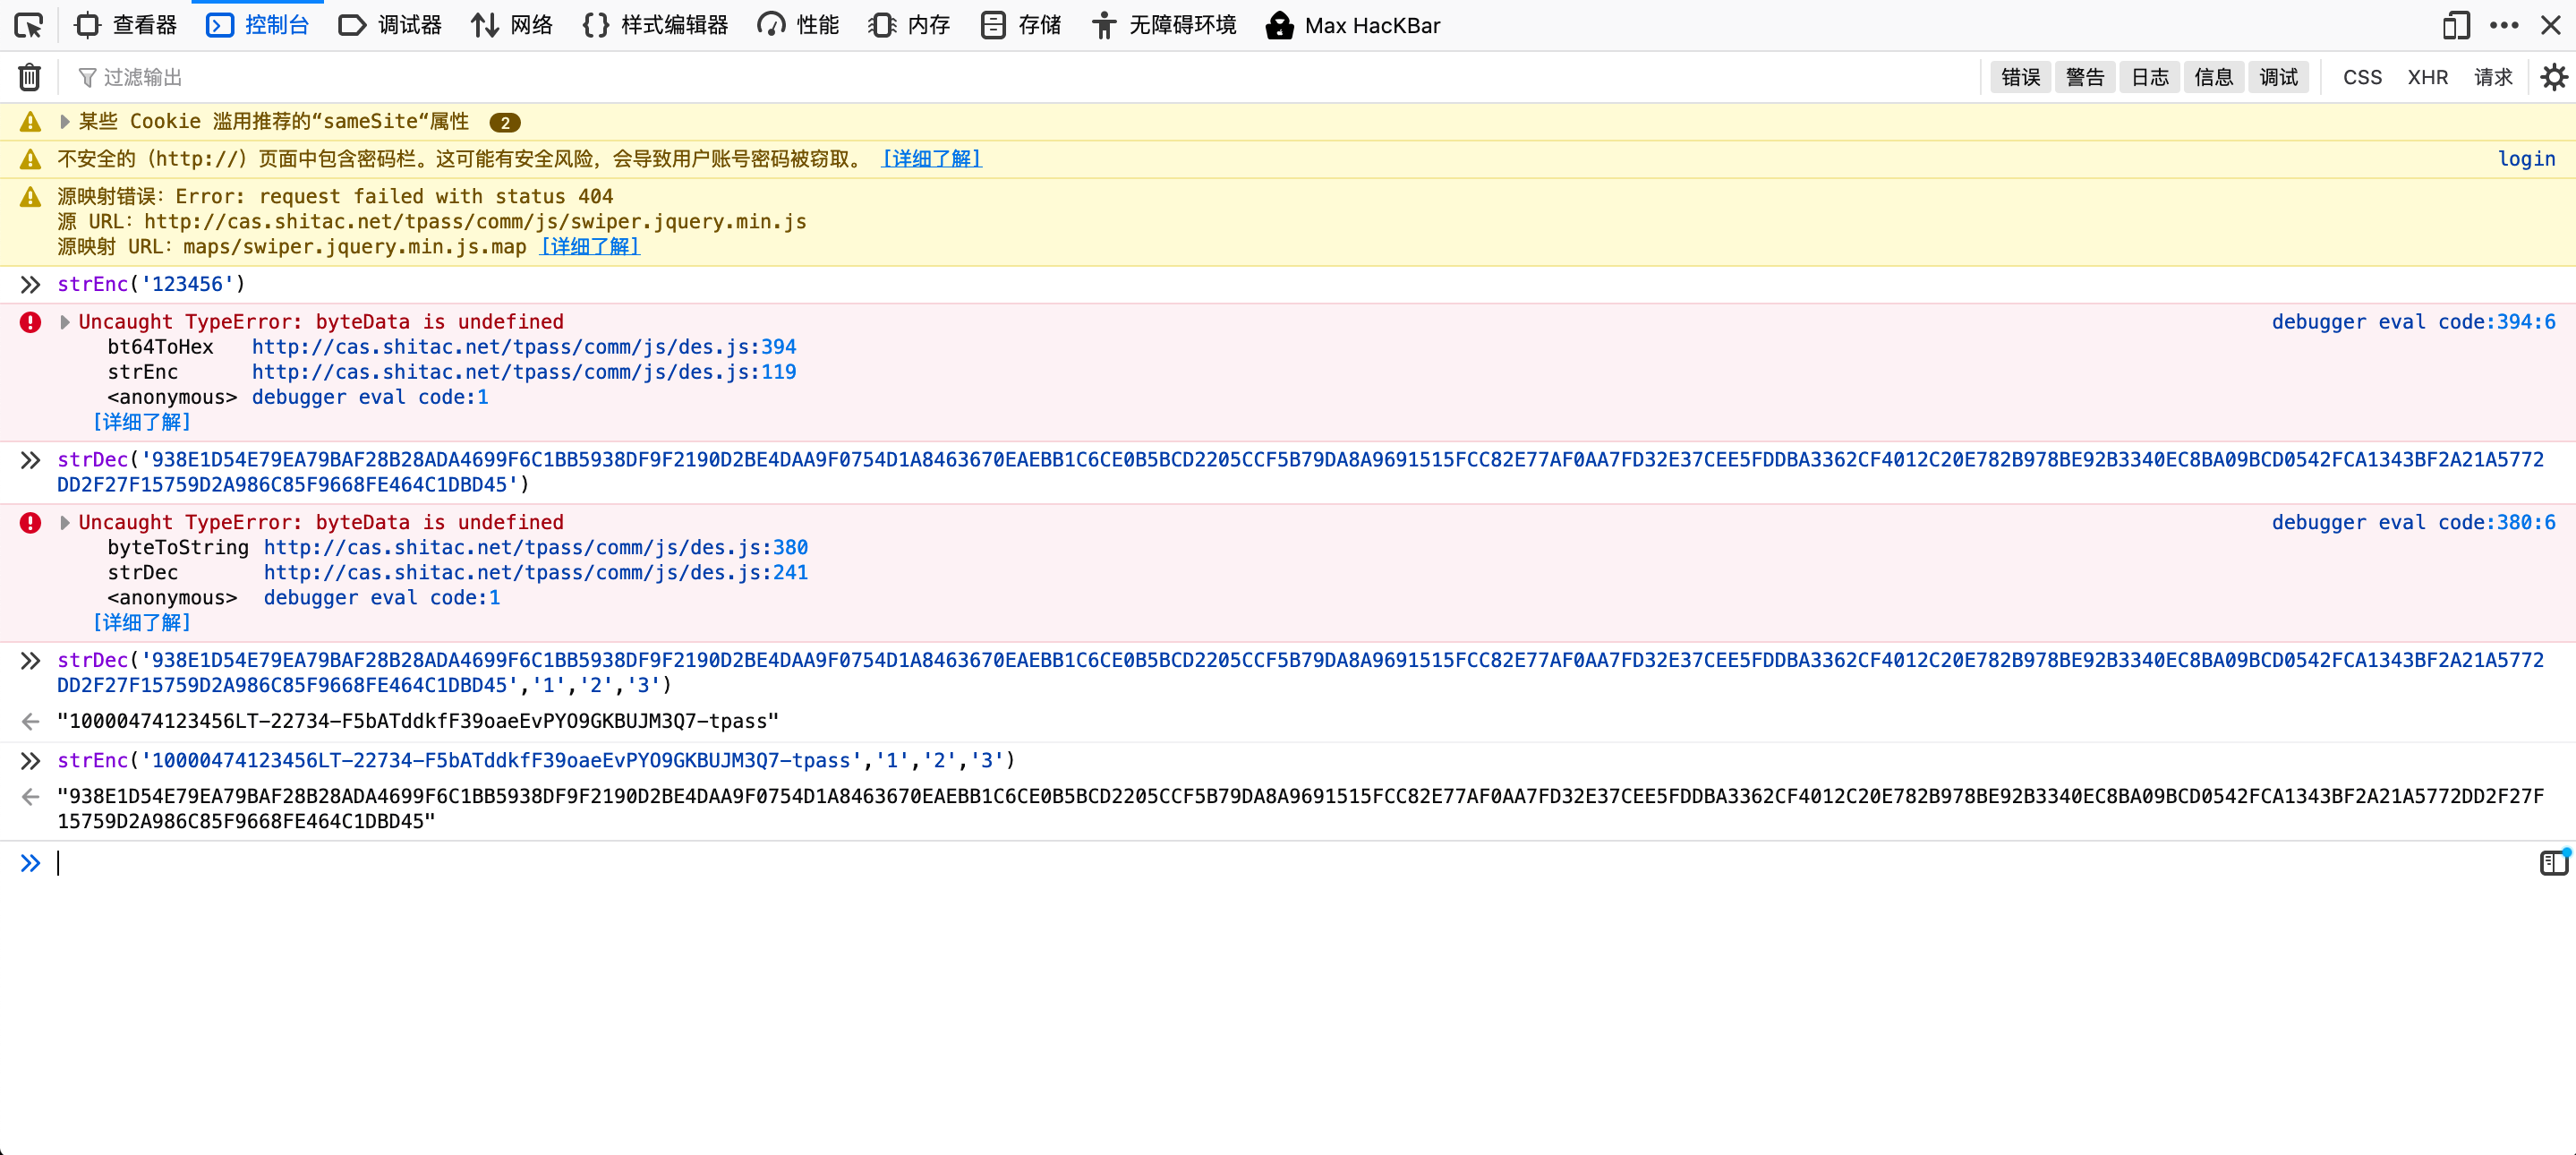 查看器 控制台 调试器 网络 样式编辑器 性能 内存 存储 无障碍环境 Max HacKBar
过滤输出 错误 警告 日志 信息 调试 CSS XHR 请求
某些 Cookie 滥用推荐的“sameSite“属性 2
不安全的（http://）页面中包含密码栏。这可能有安全风险，会导致用户账号密码被窃取。 [详细了解] login
源映射错误：Error: request failed with status 404
源 URL：http://cas.shitac.net/tpass/comm/js/swiper.jquery.min.js
源映射 URL：maps/swiper.jquery.min.js.map [详细了解]
strEnc('123456')
Uncaught TypeError: byteData is undefined debugger eval code:394:6
bt64ToHex http://cas.shitac.net/tpass/comm/js/des.js:394
strEnc http://cas.shitac.net/tpass/comm/js/des.js:119
<anonymous> debugger eval code:1
[详细了解]
strDec('938E1D54E79EA79BAF28B28ADA4699F6C1BB5938DF9F2190D2BE4DAA9F0754D1A8463670EAEBB1C6CE0B5BCD2205CCF5B79DA8A9691515FCC82E77AF0AA7FD32E37CEE5FDDBA3362CF4012C20E782B978BE92B3340EC8BA09BCD0542FCA1343BF2A21A5772
DD2F27F15759D2A986C85F9668FE464C1DBD45')
Uncaught TypeError: byteData is undefined debugger eval code:380:6
byteToString http://cas.shitac.net/tpass/comm/js/des.js:380
strDec http://cas.shitac.net/tpass/comm/js/des.js:241
<anonymous> debugger eval code:1
[详细了解]
strDec('938E1D54E79EA79BAF28B28ADA4699F6C1BB5938DF9F2190D2BE4DAA9F0754D1A8463670EAEBB1C6CE0B5BCD2205CCF5B79DA8A9691515FCC82E77AF0AA7FD32E37CEE5FDDBA3362CF4012C20E782B978BE92B3340EC8BA09BCD0542FCA1343BF2A21A5772
DD2F27F15759D2A986C85F9668FE464C1DBD45','1','2','3')
"10000474123456LT-22734-F5bATddkfF39oaeEvPYO9GKBUJM3Q7-tpass"
strEnc('10000474123456LT-22734-F5bATddkfF39oaeEvPYO9GKBUJM3Q7-tpass','1','2','3')
"938E1D54E79EA79BAF28B28ADA4699F6C1BB5938DF9F2190D2BE4DAA9F0754D1A8463670EAEBB1C6CE0B5BCD2205CCF5B79DA8A9691515FCC82E77AF0AA7FD32E37CEE5FDDBA3362CF4012C20E782B978BE92B3340EC8BA09BCD0542FCA1343BF2A21A5772DD2F27F
15759D2A986C85F9668FE464C1DBD45"